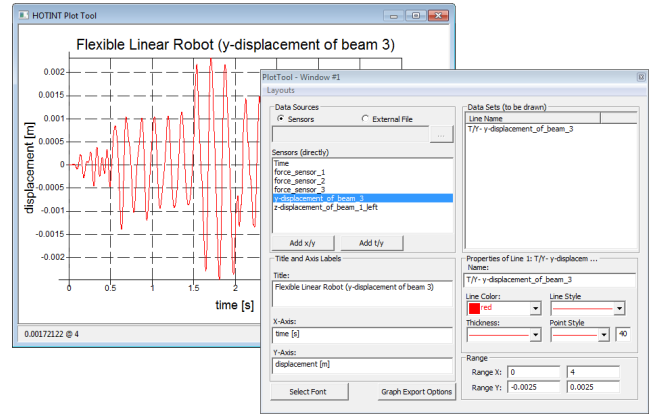 HOTINT Plot Tool
Flexible Linear Robot (y-displacement of beam 3)
0.002
0.0015
0.001
0.0005
0
-0.0005
-0.001
-0.0015
-0.002
displacement [m]
0 0.5 1 1.5 2
time [s]
0.00172122 @ 4
PlotTool - Window #1
Layouts
Data Sources
Sensors External File
...
Sensors (directly)
Time
force_sensor_1
force_sensor_2
force_sensor_3
y-displacement_of_beam_3
z-displacement_of_beam_1_left
Add x/y Add t/y
Title and Axis Labels
Title:
Flexible Linear Robot (y-displacement of beam 3)
X-Axis:
time [s]
Y-Axis:
displacement [m]
Select Font Graph Export Options
Data Sets (to be drawn)
Line Name
T/Y- y-displacement_of_beam_3
Properties of Line 1: T/Y- y-displacem ...
Name:
T/Y- y-displacement_of_beam_3
Line Color: Line Style
red
Thickness: Point Style
40
Range
Range X: 0 4
Range Y: -0.0025 0.0025